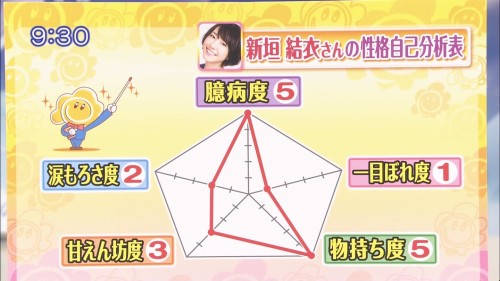 9:30
新垣 結衣さんの性格自己分析表
臆病度 5
涙もろさ度 2
一目ぼれ度 1
甘えん坊度 3
物持ち度 5